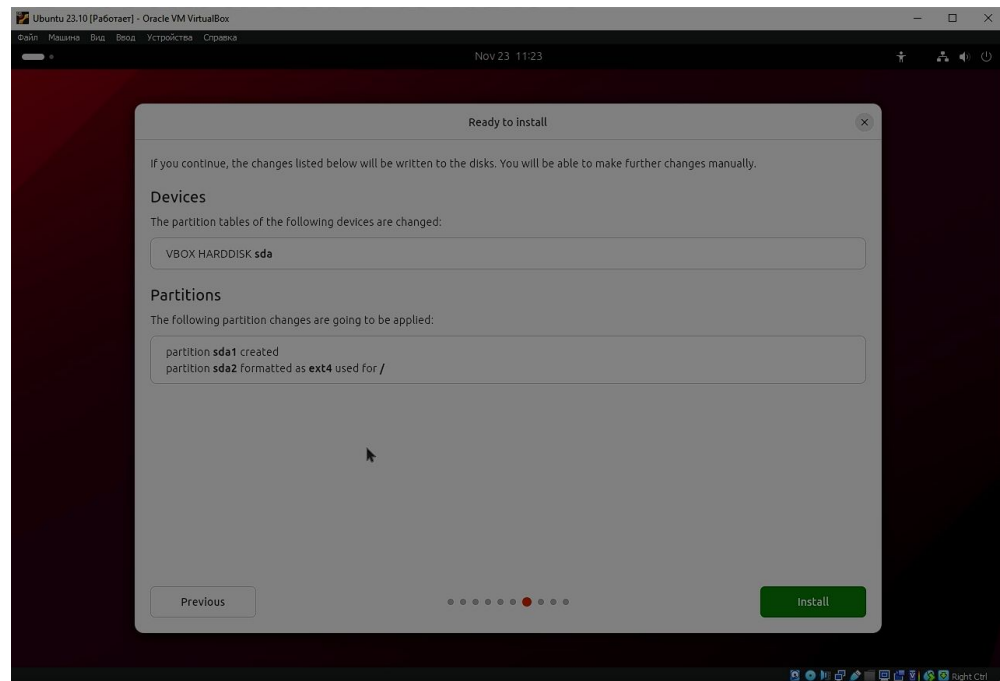 Ubuntu 23.10 [Работает] - Oracle VM VirtualBox
Файл Машина Вид Ввод Устройства Справка
Nov 23 11:23
Ready to install
If you continue, the changes listed below will be written to the disks. You will be able to make further changes manually.
Devices
The partition tables of the following devices are changed:
VBOX HARDDISK sda
Partitions
The following partition changes are going to be applied:
partition sda1 created
partition sda2 formatted as ext4 used for /
Previous
Install
Right Ctrl